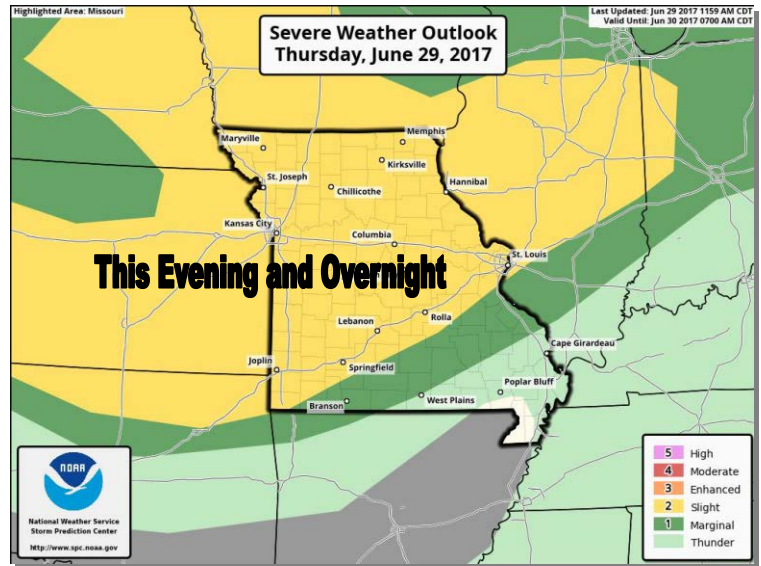 Highlighted Area: Missouri
Last Updated: Jun 29 2017 1159 AM CDT
Valid Until: Jun 30 2017 0700 AM CDT
Severe Weather Outlook
Thursday, June 29, 2017
Maryville
Memphis
Kirksville
St. Joseph
Chillicothe
Hannibal
Kansas City
Columbia
St. Louis
This Evening and Overnight
Lebanon
Rolla
Cape Girardeau
Joplin
Springfield
Poplar Bluff
Branson
West Plains
NOAA
National Weather Service
Storm Prediction Center
http://www.spc.noaa.gov
5 High
4 Moderate
3 Enhanced
2 Slight
1 Marginal
Thunder